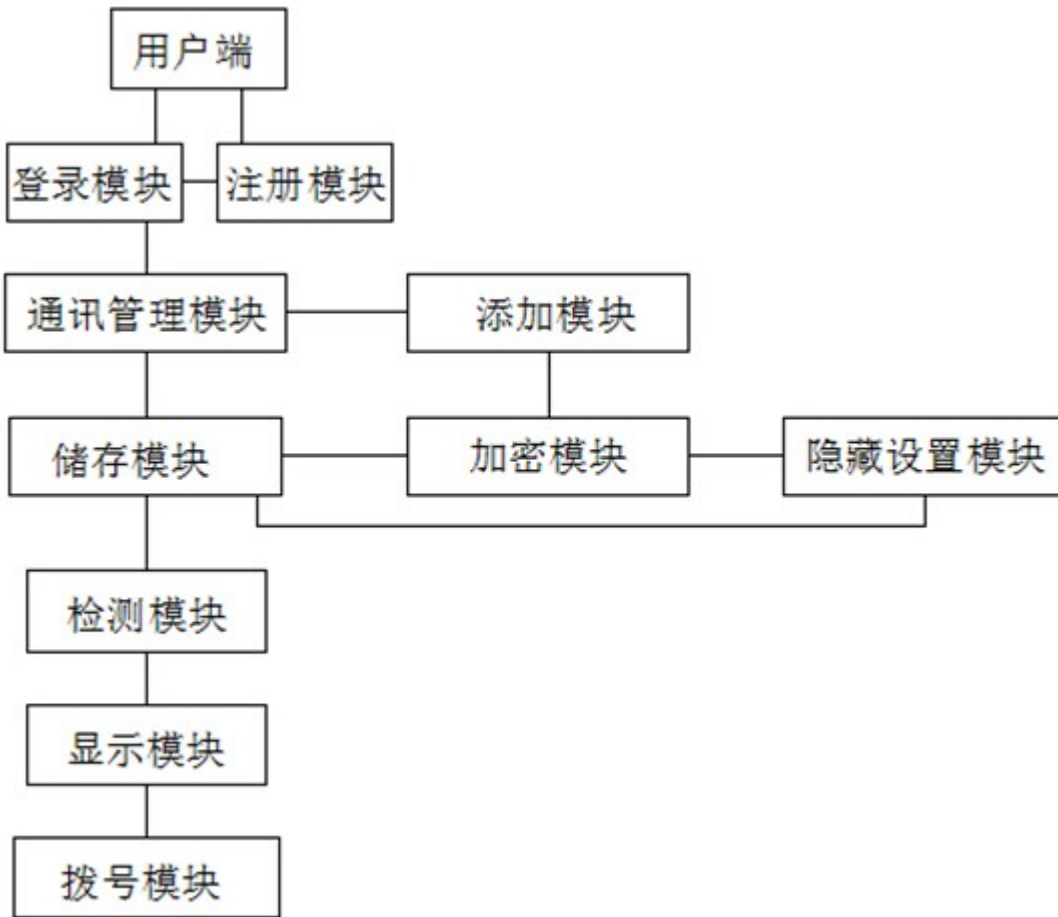 用户端
登录模块
注册模块
通讯管理模块
添加模块
储存模块
加密模块
隐藏设置模块
检测模块
显示模块
拨号模块